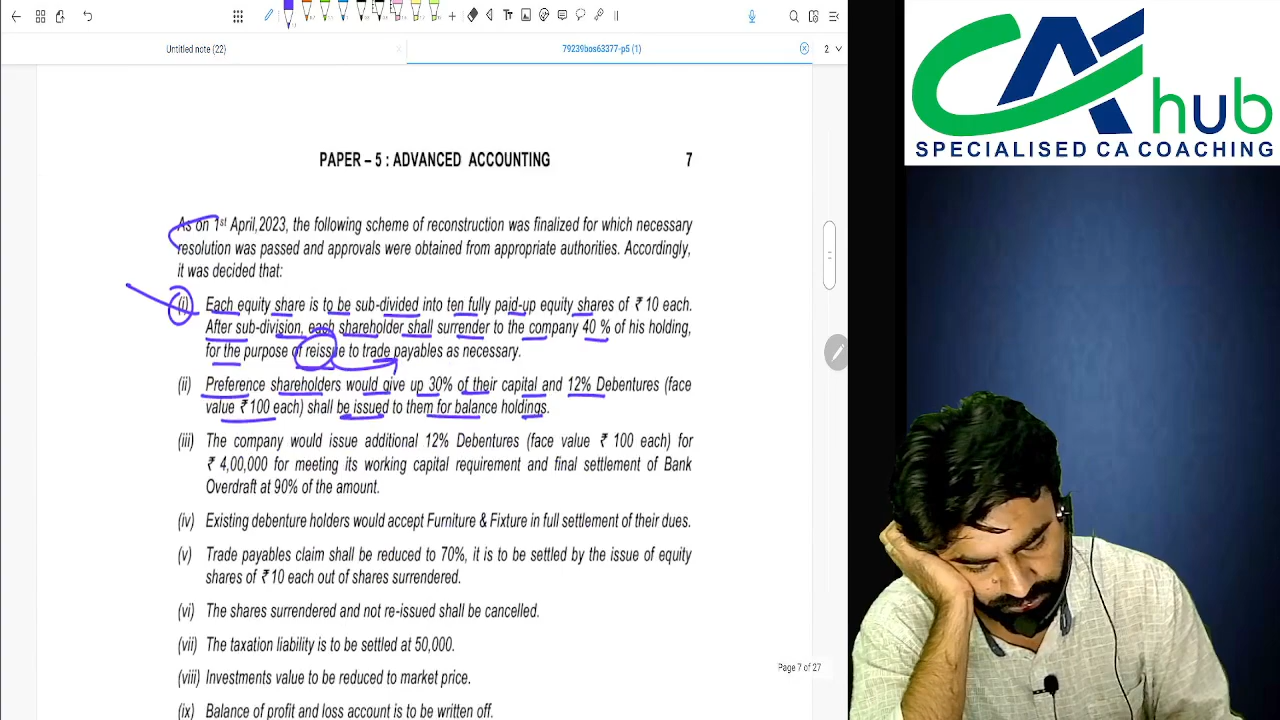 Untitled note (22)
79239bos63377-p5 (1)
2
PAPER – 5 : ADVANCED ACCOUNTING 7
As on 1st April,2023, the following scheme of reconstruction was finalized for which necessary
resolution was passed and approvals were obtained from appropriate authorities. Accordingly,
it was decided that:
(i) Each equity share is to be sub-divided into ten fully paid-up equity shares of ₹ 10 each.
After sub-division, each shareholder shall surrender to the company 40 % of his holding,
for the purpose of reissue to trade payables as necessary.
(ii) Preference shareholders would give up 30% of their capital and 12% Debentures (face
value ₹ 100 each) shall be issued to them for balance holdings.
(iii) The company would issue additional 12% Debentures (face value ₹ 100 each) for
₹ 4,00,000 for meeting its working capital requirement and final settlement of Bank
Overdraft at 90% of the amount.
(iv) Existing debenture holders would accept Furniture & Fixture in full settlement of their dues.
(v) Trade payables claim shall be reduced to 70%, it is to be settled by the issue of equity
shares of ₹ 10 each out of shares surrendered.
(vi) The shares surrendered and not re-issued shall be cancelled.
(vii) The taxation liability is to be settled at 50,000.
Page 7 of 27
(viii) Investments value to be reduced to market price.
(ix) Balance of profit and loss account is to be written off.
CA hub
SPECIALISED CA COACHING